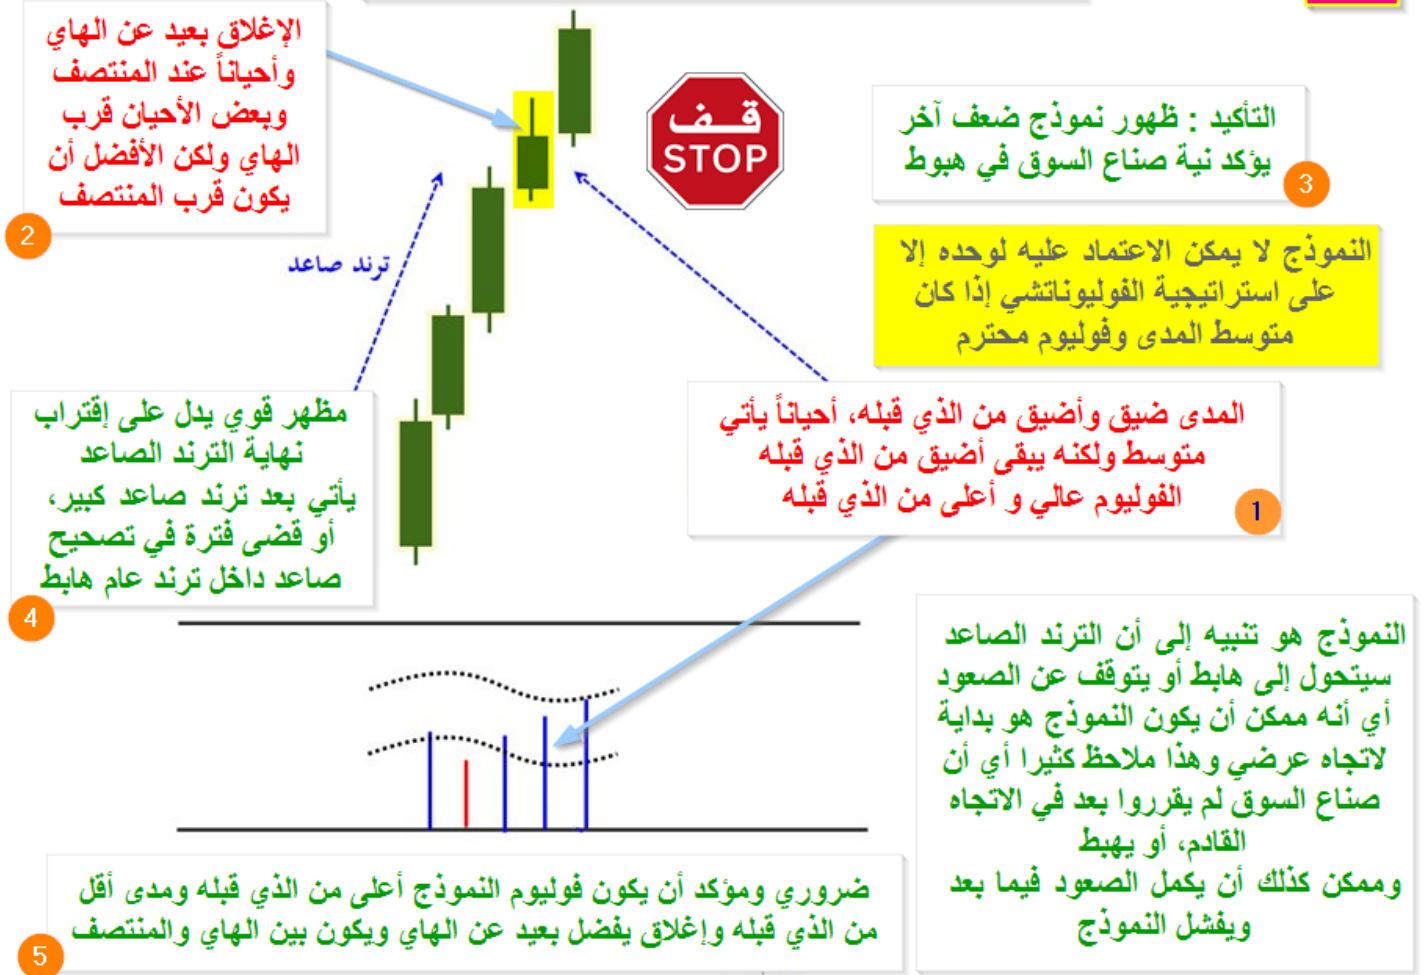 الإغلاق بعيد عن الهاي
وأحياناً عند المنتصف
وبعض الأحيان قرب
الهاي ولكن الأفضل أن
يكون قرب المنتصف
2
قف
STOP
التأكيد : ظهور نموذج ضعف آخر
يؤكد نية صناع السوق في هبوط
3
النموذج لا يمكن الاعتماد عليه لوحده إلا
على استراتيجية الفوليوناتشي إذا كان
متوسط المدى وفوليوم محترم
ترند صاعد
المدى ضيق وأضيق من الذي قبله، أحياناً يأتي
متوسط ولكنه يبقى أضيق من الذي قبله
الفوليوم عالي و أعلى من الذي قبله
1
مظهر قوي يدل على إقتراب
نهاية الترند الصاعد
يأتي بعد ترند صاعد كبير،
أو قضى فترة في تصحيح
صاعد داخل ترند عام هابط
4
النموذج هو تنبيه إلى أن الترند الصاعد
سيتحول إلى هابط أو يتوقف عن الصعود
أي أنه ممكن أن يكون النموذج هو بداية
لاتجاه عرضي وهذا ملاحظ كثيرا أي أن
صناع السوق لم يقرروا بعد في الاتجاه
القادم، أو يهبط
وممكن كذلك أن يكمل الصعود فيما بعد
ويفشل النموذج
ضروري ومؤكد أن يكون فوليوم النموذج أعلى من الذي قبله ومدى أقل
من الذي قبله وإغلاق يفضل بعيد عن الهاي ويكون بين الهاي والمنتصف
5